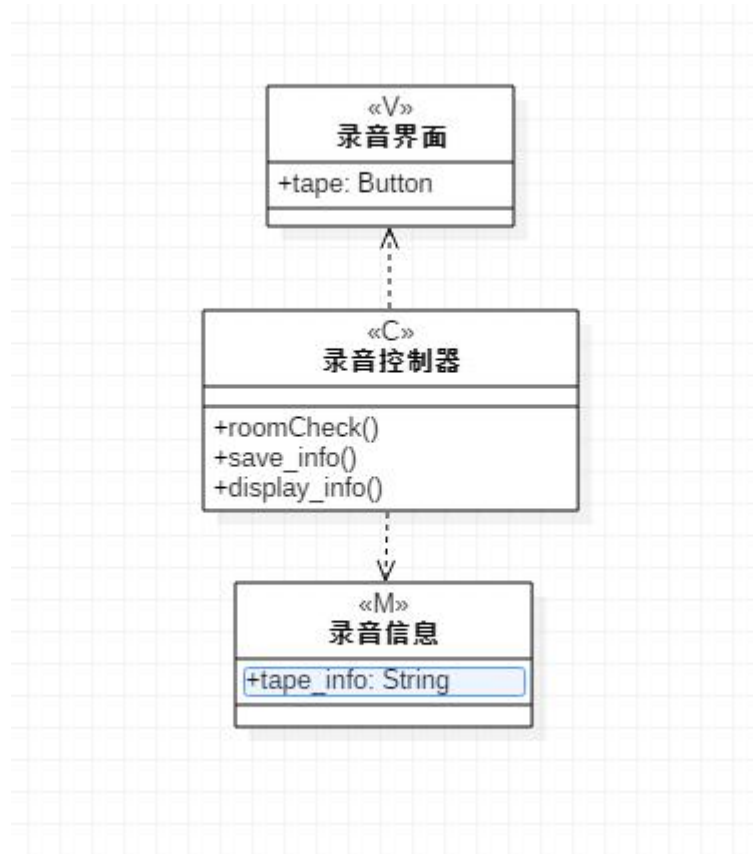 «V»
录音界面
+tape: Button
«C»
录音控制器
+roomCheck()
+save_info()
+display_info()
«M»
录音信息
+tape_info: String